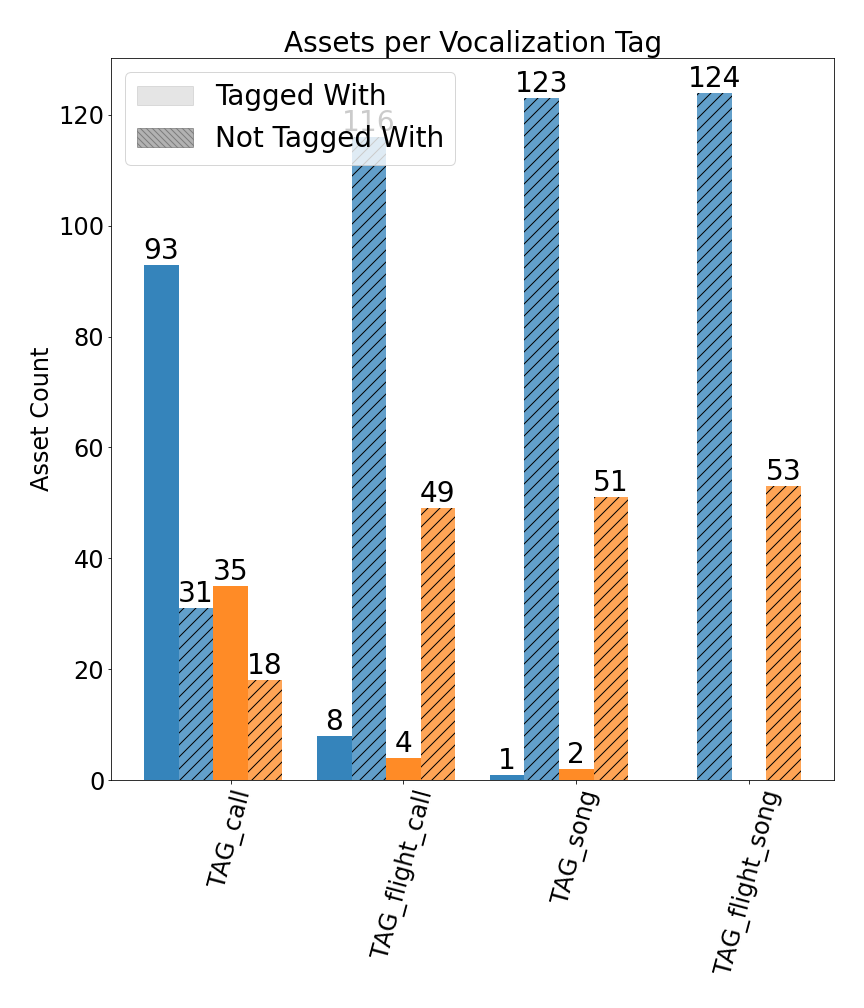 Assets per Vocalization Tag
Tagged With
Not Tagged With
Asset Count
120
100
80
60
40
20
0
93
31
35
18
8
116
4
49
1
123
2
51
124
53
TAG_call
TAG_flight_call
TAG_song
TAG_flight_song